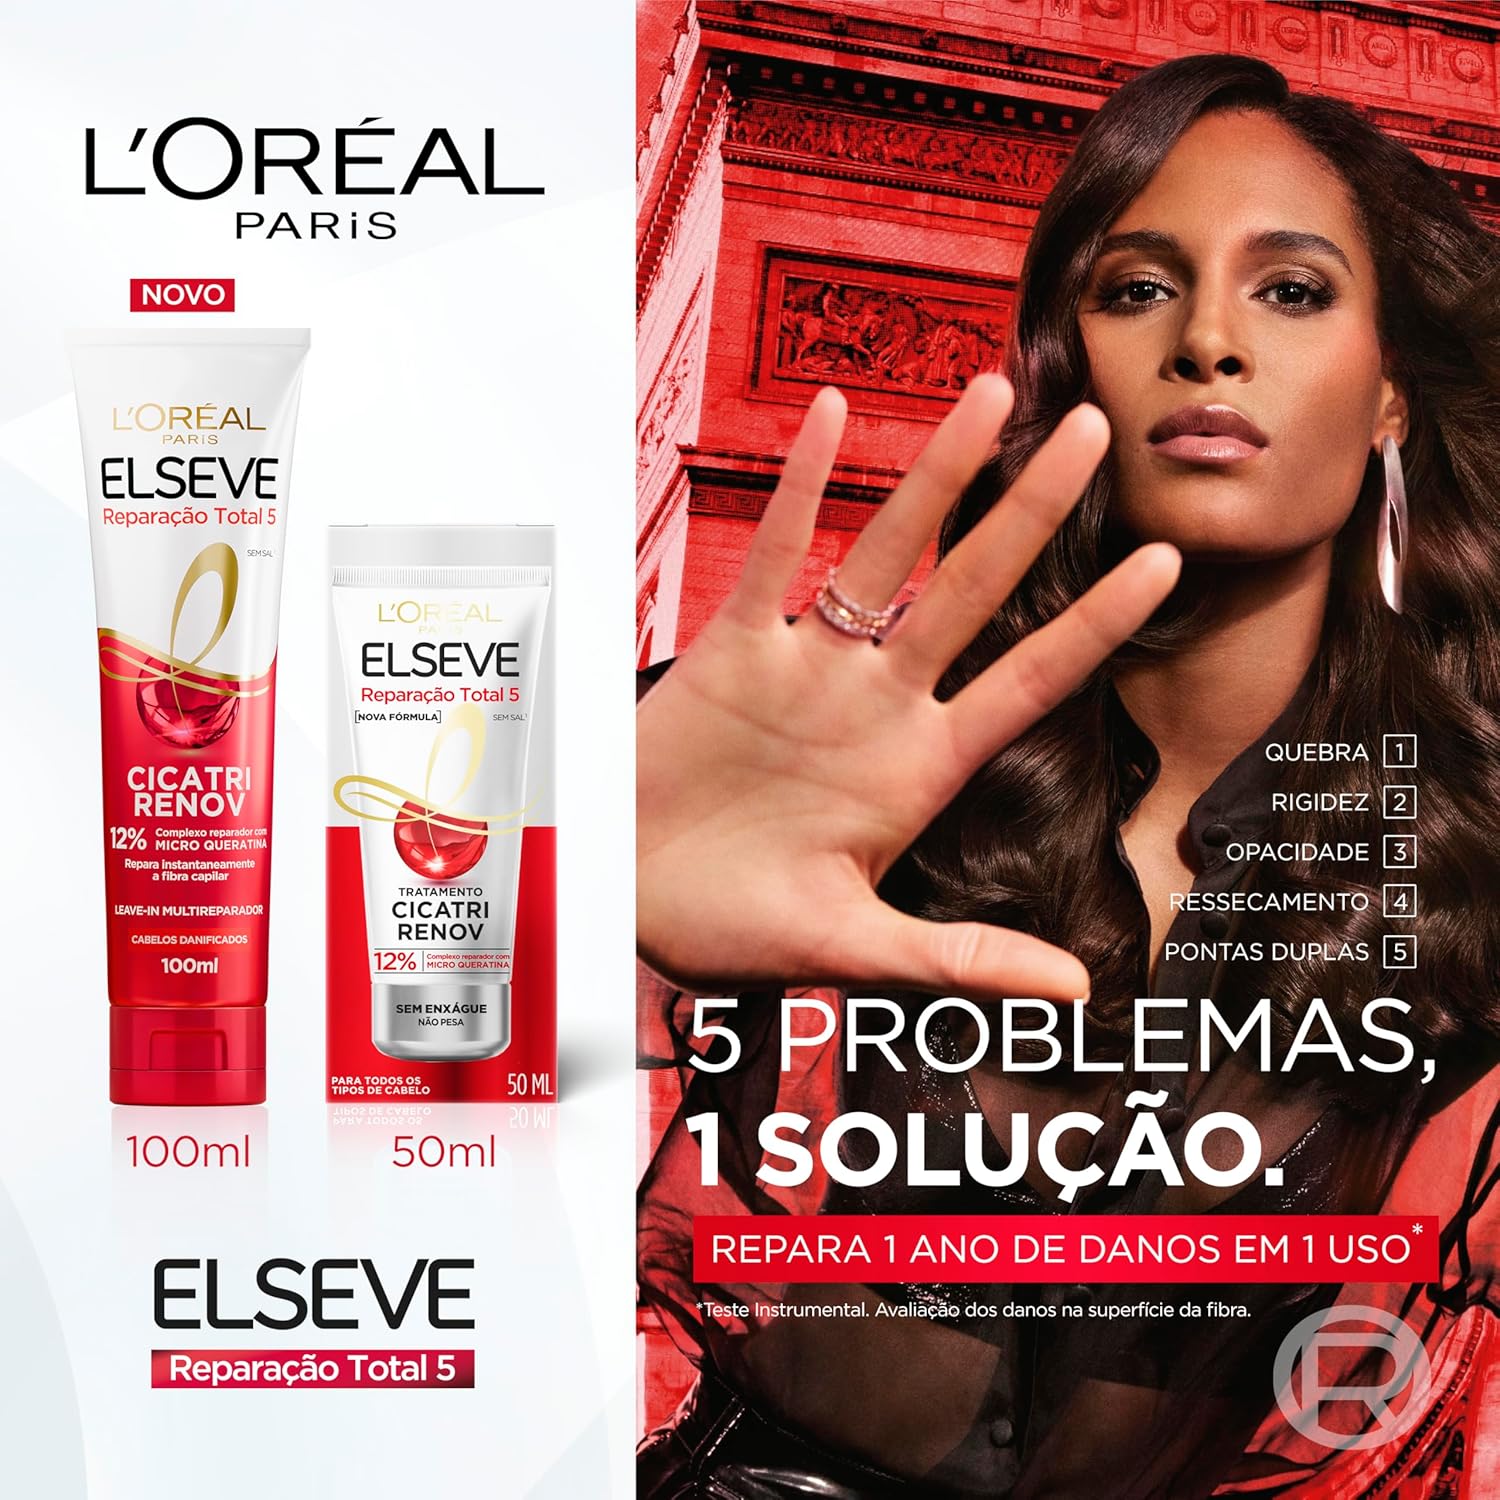 L'ORÉAL
PARiS
NOVO
L'ORÉAL
PARiS
ELSEVE
Reparação Total 5
SEM SAL¹
CICATRI
RENOV
12% Complexo reparador com
MICRO QUERATINA
Repara instantaneamente
a fibra capilar
LEAVE-IN MULTIREPARADOR
CABELOS DANIFICADOS
100ml
L'ORÉAL
PARiS
ELSEVE
Reparação Total 5
[NOVA FÓRMULA]
SEM SAL¹
TRATAMENTO
CICATRI
RENOV
12% Complexo reparador com
MICRO QUERATINA
SEM ENXÁGUE
NÃO PESA
PARA TODOS OS
TIPOS DE CABELO
50 ML
100ml
50ml
ELSEVE
Reparação Total 5
QUEBRA 1
RIGIDEZ 2
OPACIDADE 3
RESSECAMENTO 4
PONTAS DUPLAS 5
5 PROBLEMAS,
1 SOLUÇÃO.
REPARA 1 ANO DE DANOS EM 1 USO*
*Teste Instrumental. Avaliação dos danos na superfície da fibra.
R